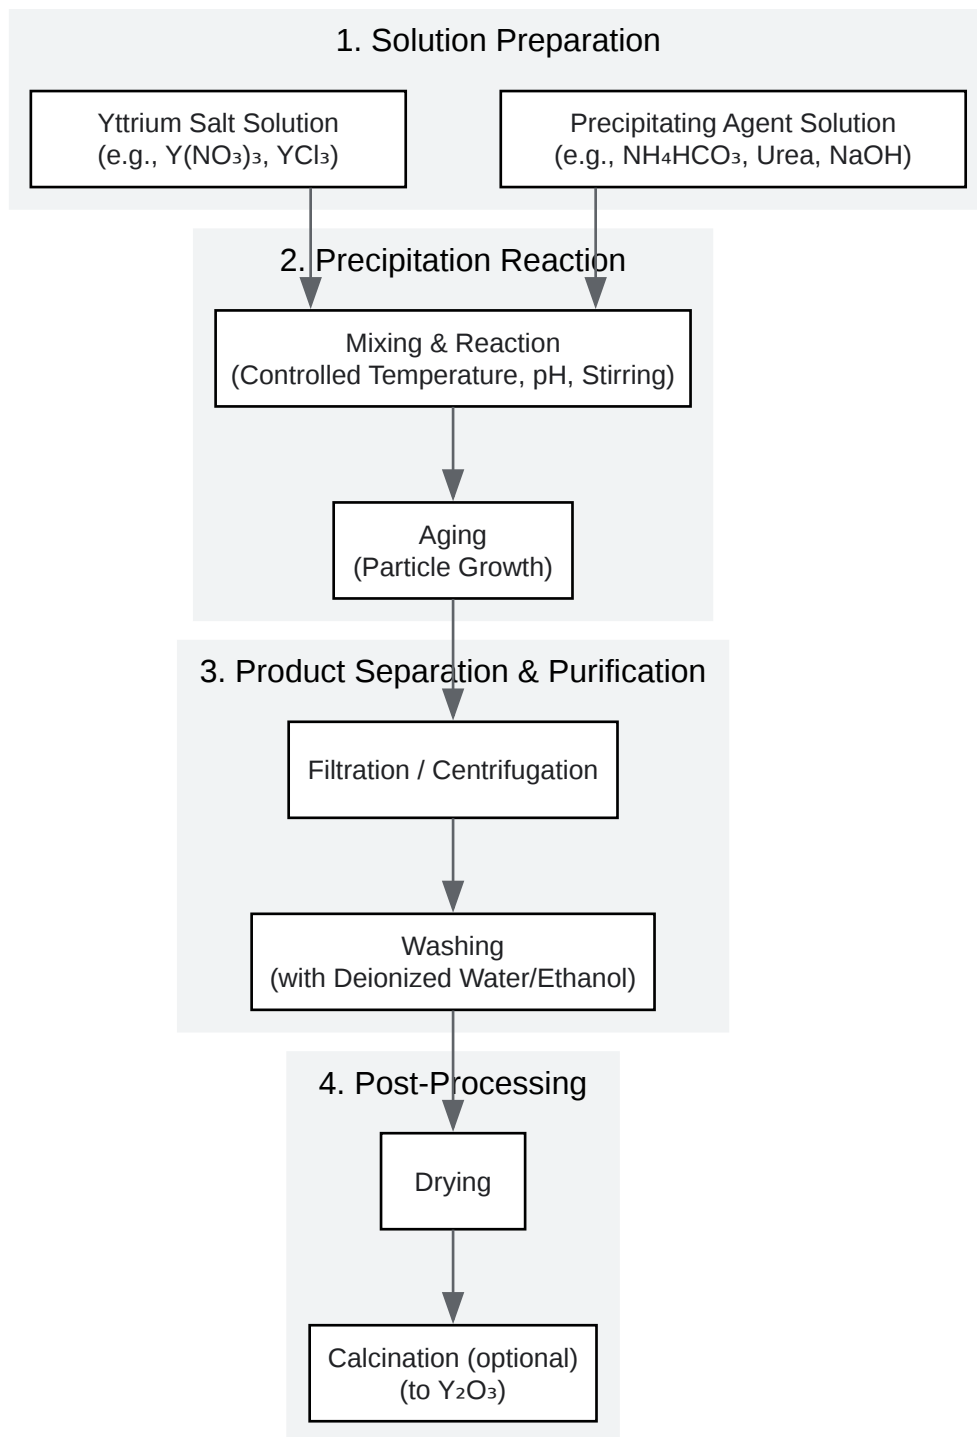 1. Solution Preparation
Yttrium Salt Solution
(e.g., Y(NO₃)₃, YCl₃)
Precipitating Agent Solution
(e.g., NH₄HCO₃, Urea, NaOH)
2. Precipitation Reaction
Mixing & Reaction
(Controlled Temperature, pH, Stirring)
Aging
(Particle Growth)
3. Product Separation & Purification
Filtration / Centrifugation
Washing
(with Deionized Water/Ethanol)
4. Post-Processing
Drying
Calcination (optional)
(to Y₂O₃)